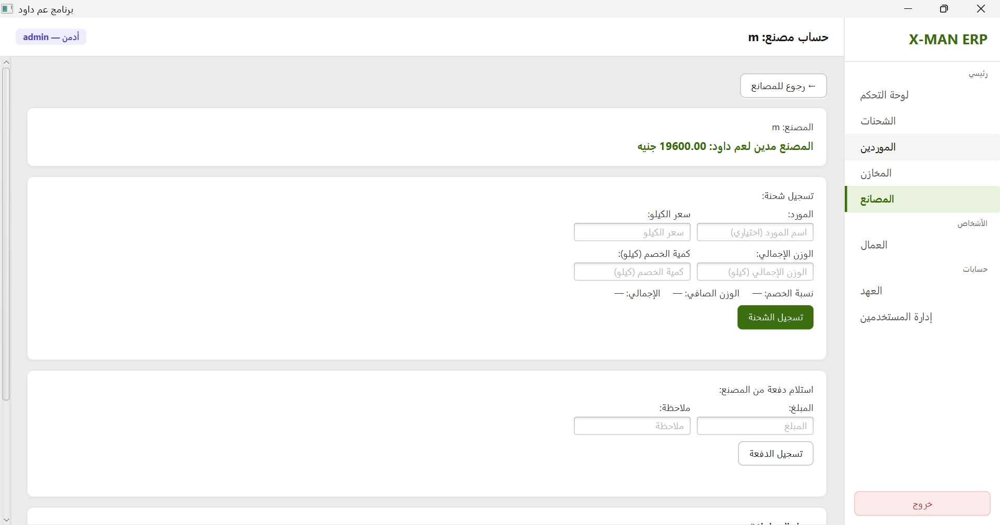 برنامج عم داود
X-MAN ERP
رئيسي
لوحة التحكم
الشحنات
الموردين
المخازن
المصانع
الأشخاص
العمال
حسابات
العهد
إدارة المستخدمين
خروج
حساب مصنع: m
أدمن — admin
← رجوع للمصانع
المصنع: m
المصنع مدين لعم داود: 19600.00 جنيه
تسجيل شحنة:
المورد: سعر الكيلو:
اسم المورد (اختياري) سعر الكيلو
الوزن الإجمالي: كمية الخصم (كيلو):
الوزن الإجمالي (كيلو) كمية الخصم (كيلو)
نسبة الخصم: — الوزن الصافي: — الإجمالي: —
تسجيل الشحنة
استلام دفعة من المصنع:
المبلغ: ملاحظة:
المبلغ ملاحظة
تسجيل الدفعة